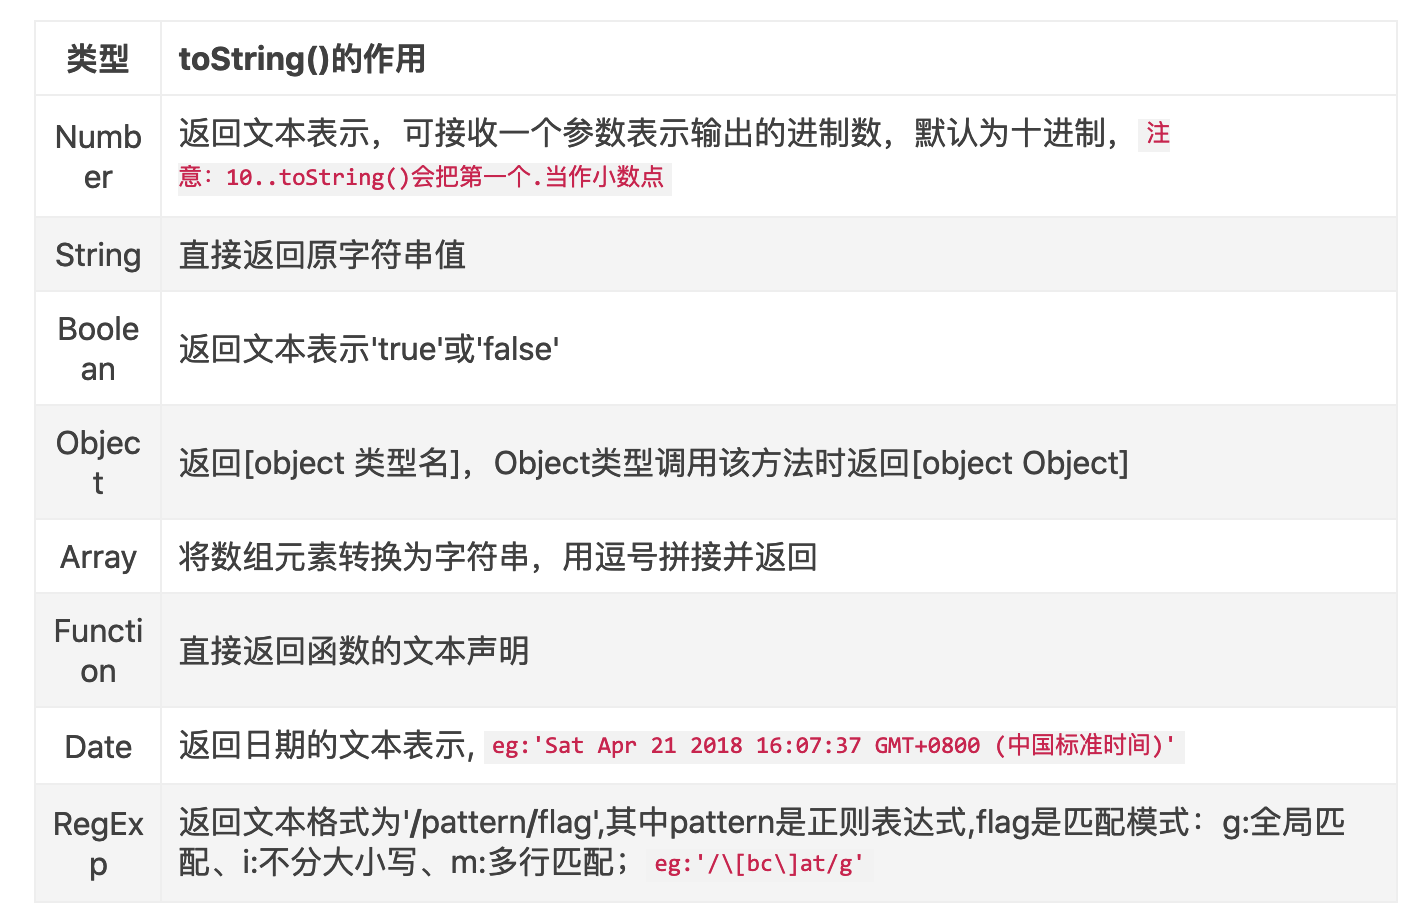 类型
toString()的作用
Numb
er
返回文本表示，可接收一个参数表示输出的进制数，默认为十进制， 注
意：10..toString()会把第一个.当作小数点
String
直接返回原字符串值
Boole
an
返回文本表示'true'或'false'
Objec
t
返回[object 类型名]，Object类型调用该方法时返回[object Object]
Array
将数组元素转换为字符串，用逗号拼接并返回
Functi
on
直接返回函数的文本声明
Date
返回日期的文本表示, eg:'Sat Apr 21 2018 16:07:37 GMT+0800 (中国标准时间)'
RegEx
p
返回文本格式为'/pattern/flag',其中pattern是正则表达式,flag是匹配模式：g:全局匹
配、i:不分大小写、m:多行匹配； eg:'/\[bc\]at/g'